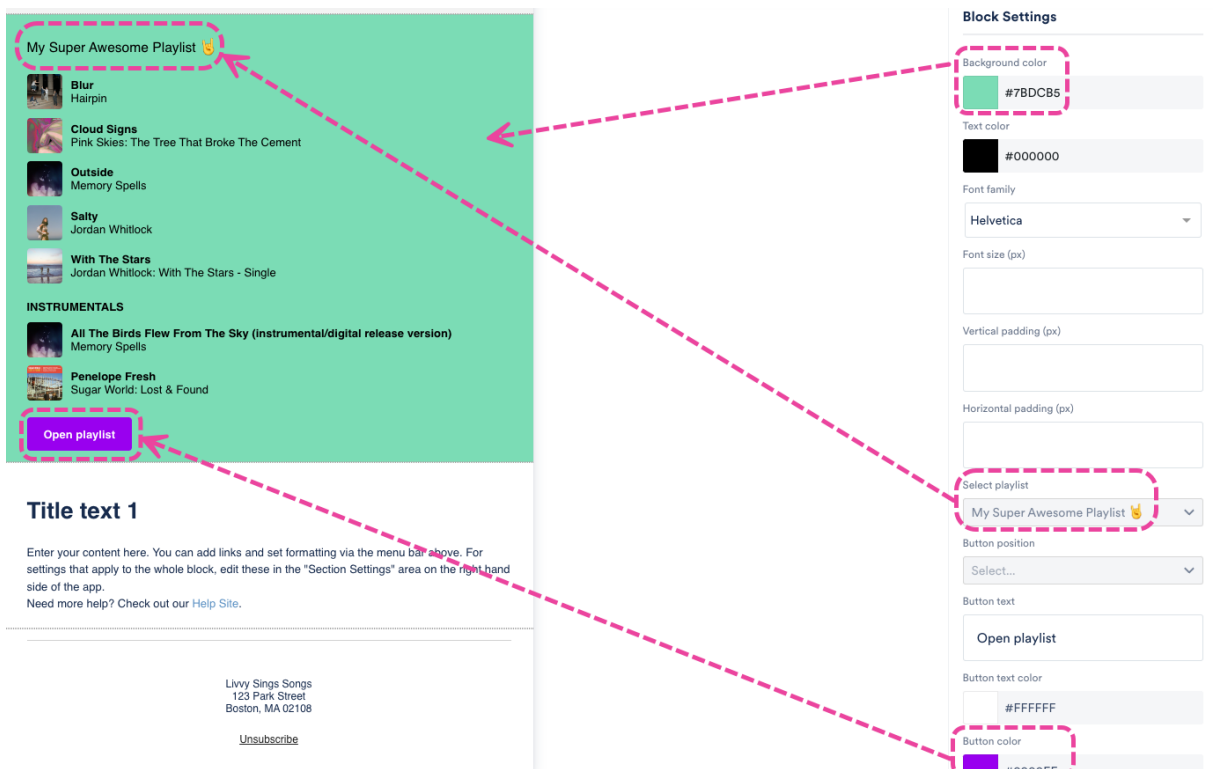 My Super Awesome Playlist 🤘
Blur
Hairpin
Cloud Signs
Pink Skies: The Tree That Broke The Cement
Outside
Memory Spells
Salty
Jordan Whitlock
With The Stars
Jordan Whitlock: With The Stars - Single
INSTRUMENTALS
All The Birds Flew From The Sky (instrumental/digital release version)
Memory Spells
Penelope Fresh
Sugar World: Lost & Found
Open playlist
Title text 1
Enter your content here. You can add links and set formatting via the menu bar above. For
settings that apply to the whole block, edit these in the "Section Settings" area on the right hand
side of the app.
Need more help? Check out our Help Site.
Livvy Sings Songs
123 Park Street
Boston, MA 02108
Unsubscribe
Block Settings
Background color
#7BDCB5
Text color
#000000
Font family
Helvetica
Font size (px)
Vertical padding (px)
Horizontal padding (px)
Select playlist
My Super Awesome Playlist 🤘
Button position
Select...
Button text
Open playlist
Button text color
#FFFFFF
Button color